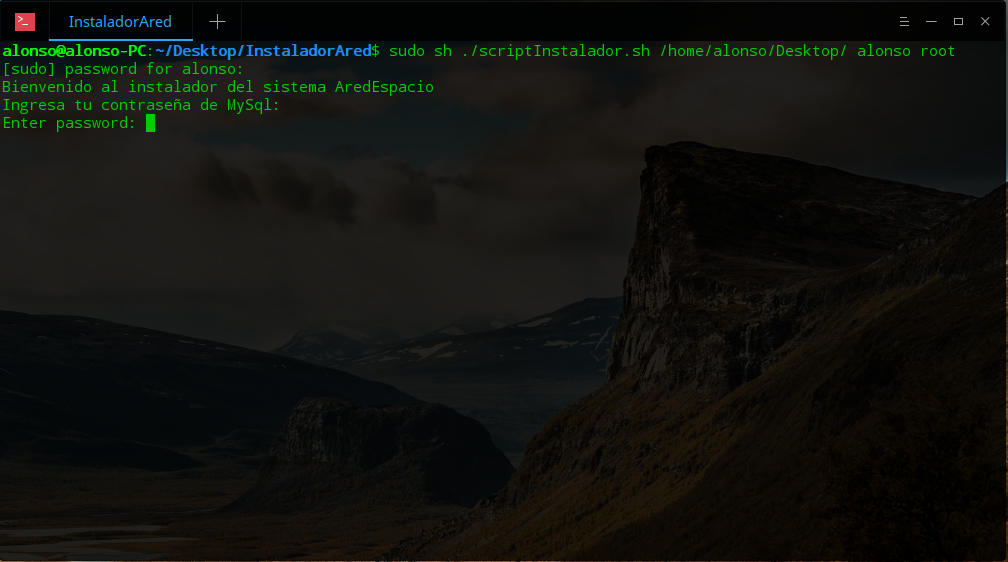 InstaladorAred
alonso@alonso-PC:~/Desktop/InstaladorAred$ sudo sh ./scriptInstalador.sh /home/alonso/Desktop/ alonso root
[sudo] password for alonso:
Bienvenido al instalador del sistema AredEspacio
Ingresa tu contraseña de MySql:
Enter password: